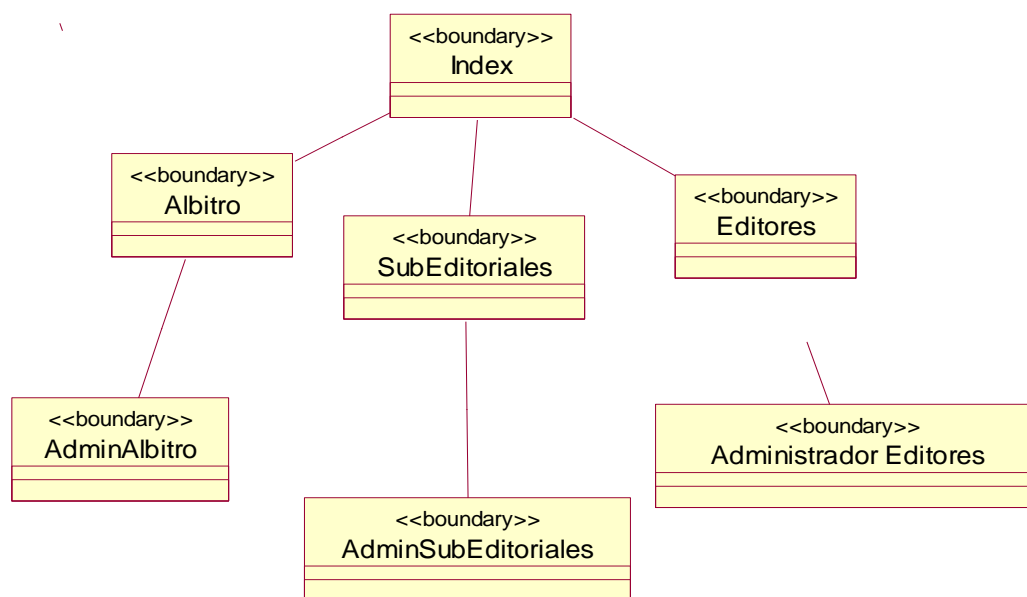 <<boundary>>
Index
<<boundary>>
Albitro
<<boundary>>
SubEditoriales
<<boundary>>
Editores
<<boundary>>
AdminAlbitro
<<boundary>>
AdminSubEditoriales
<<boundary>>
Administrador Editores